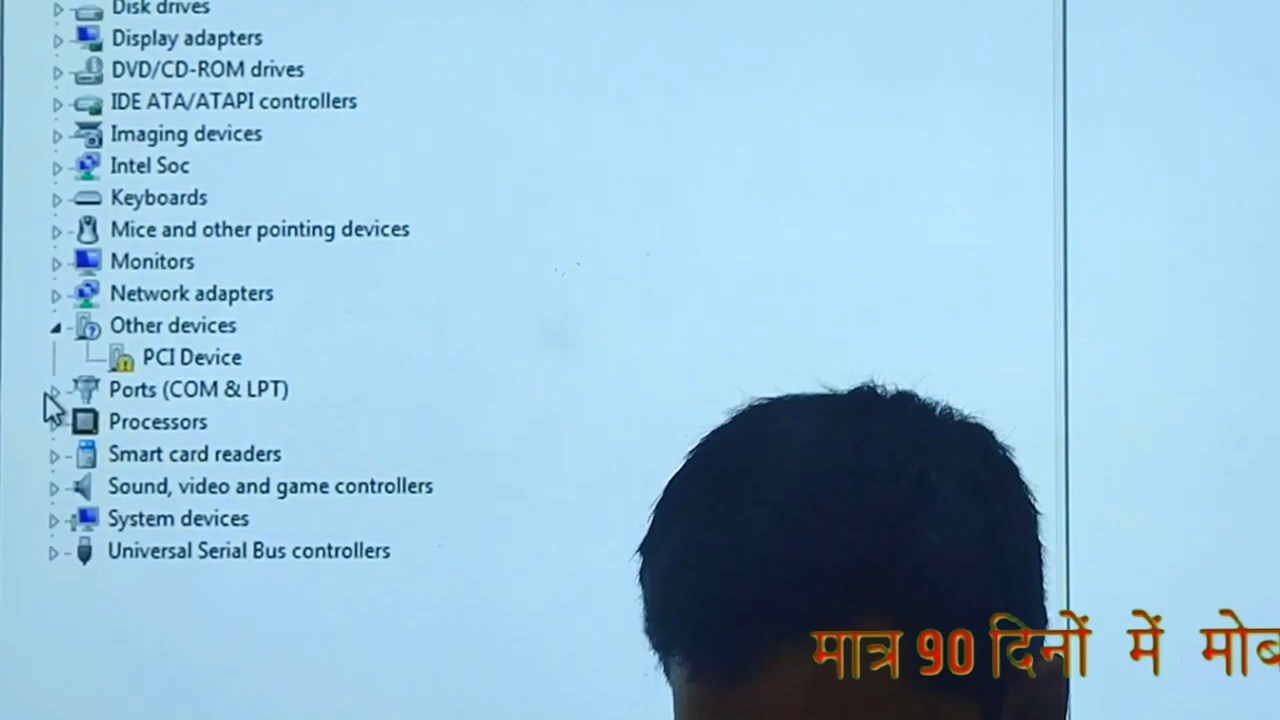 Disk drives
Display adapters
DVD/CD-ROM drives
IDE ATA/ATAPI controllers
Imaging devices
Intel Soc
Keyboards
Mice and other pointing devices
Monitors
Network adapters
Other devices
PCI Device
Ports (COM & LPT)
Processors
Smart card readers
Sound, video and game controllers
System devices
Universal Serial Bus controllers
मात्र 90 दिनों में मोब